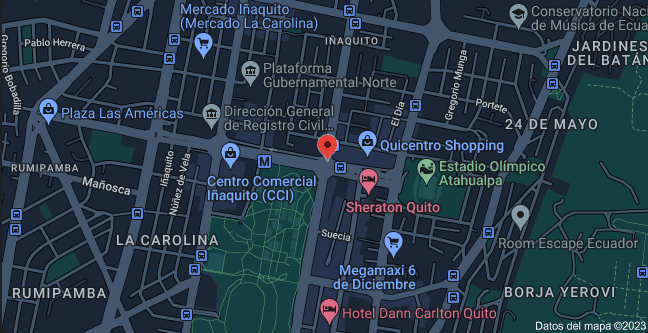 Mercado Iñaquito
(Mercado La Carolina)
Conservatorio Nac
de Música de Ecua
Gregorio Bobadilla
Pablo Herrera
IÑAQUITO
JARDINES
DEL BATÁN
Plataforma
Gubernamental Norte
Gregorio Munga
El Día
Portete
Plaza Las Américas
Dirección General
de Registro Civil...
24 DE MAYO
Quicentro Shopping
RUMIPAMBA
Iñaquito
Núñez de Vela
M
Estadio Olímpico
Atahualpa
Mañosca
Centro Comercial
Iñaquito (CCI)
Sheraton Quito
LA CAROLINA
Suecia
Room Escape Ecuador
Megamaxi 6
de Diciembre
RUMIPAMBA
BORJA YEROVI
Hotel Dann Carlton Quito
Datos del mapa ©2023